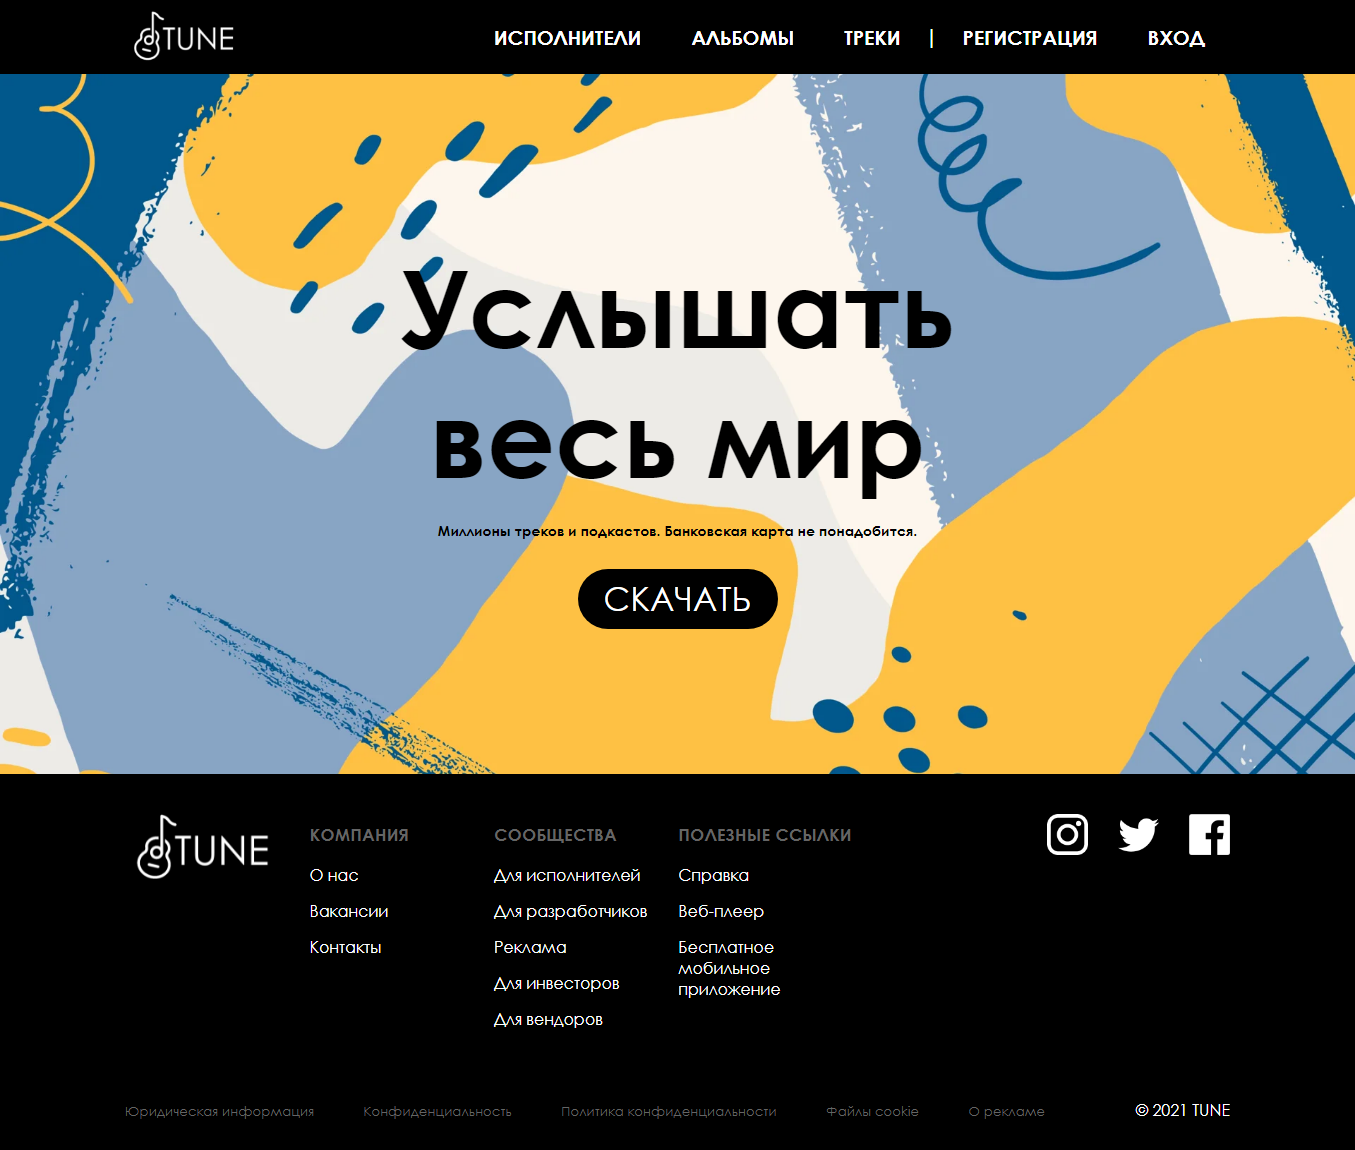 TUNE
ИСПОЛНИТЕЛИ АЛЬБОМЫ ТРЕКИ | РЕГИСТРАЦИЯ ВХОД
Услышать
весь мир
Миллионы треков и подкастов. Банковская карта не понадобится.
СКАЧАТЬ
TUNE
КОМПАНИЯ
О нас
Вакансии
Контакты
СООБЩЕСТВА
Для исполнителей
Для разработчиков
Реклама
Для инвесторов
Для вендоров
ПОЛЕЗНЫЕ ССЫЛКИ
Справка
Веб-плеер
Бесплатное
мобильное
приложение
Юридическая информация Конфиденциальность Политика конфиденциальности Файлы cookie О рекламе © 2021 TUNE